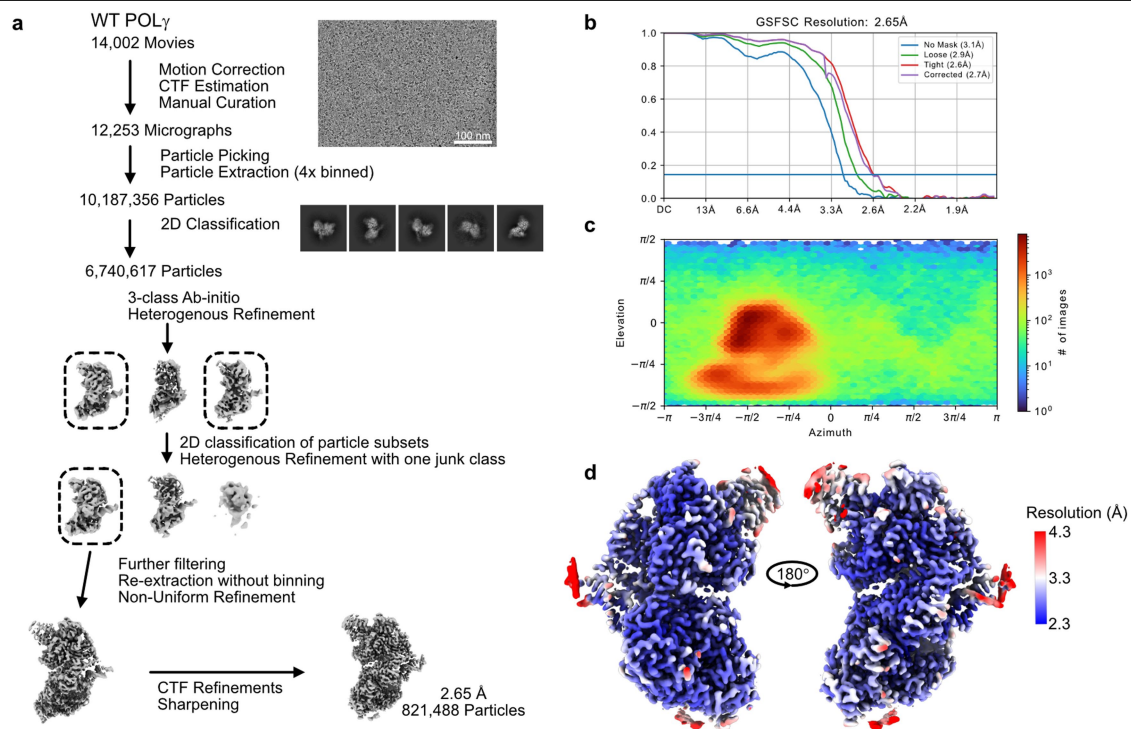 a
WT POLγ
14,002 Movies
Motion Correction
CTF Estimation
Manual Curation
100 nm
12,253 Micrographs
Particle Picking
Particle Extraction (4x binned)
10,187,356 Particles
2D Classification
6,740,617 Particles
3-class Ab-initio
Heterogenous Refinement
2D classification of particle subsets
Heterogenous Refinement with one junk class
Further filtering
Re-extraction without binning
Non-Uniform Refinement
CTF Refinements
Sharpening
2.65 Å
821,488 Particles
b
GSFSC Resolution: 2.65Å
No Mask (3.1Å)
Loose (2.9Å)
Tight (2.6Å)
Corrected (2.7Å)
1.0
0.8
0.6
0.4
0.2
0.0
DC 13Å 6.6Å 4.4Å 3.3Å 2.6Å 2.2Å 1.9Å
c
π/2
π/4
0
−π/4
−π/2
Elevation
−π −3π/4 −π/2 −π/4 0 π/4 π/2 3π/4 π
Azimuth
10³
10²
10¹
10⁰
# of images
d
180°
Resolution (Å)
4.3
3.3
2.3